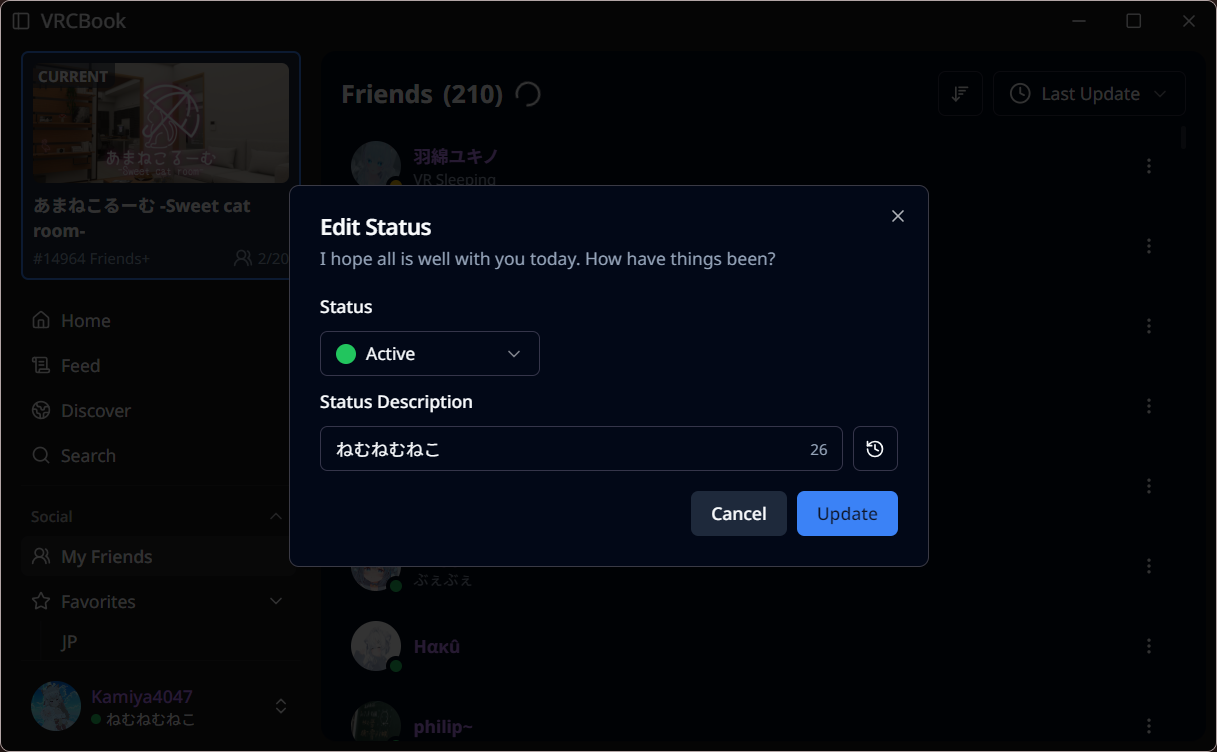 VRCBook
CURRENT
あまねこるーむ
Sweet cat room
あまねこるーむ -Sweet cat
room-
#14964 Friends+
2/20
Home
Feed
Discover
Search
Social
My Friends
Favorites
JP
Kamiya4047
ねむねむねこ
Friends (210)
Last Update
羽綿ユキノ
VR Sleeping
Edit Status
I hope all is well with you today. How have things been?
Status
Active
Status Description
ねむねむねこ
26
Cancel
Update
ぷぇぷぇ
Hαкû
philip~